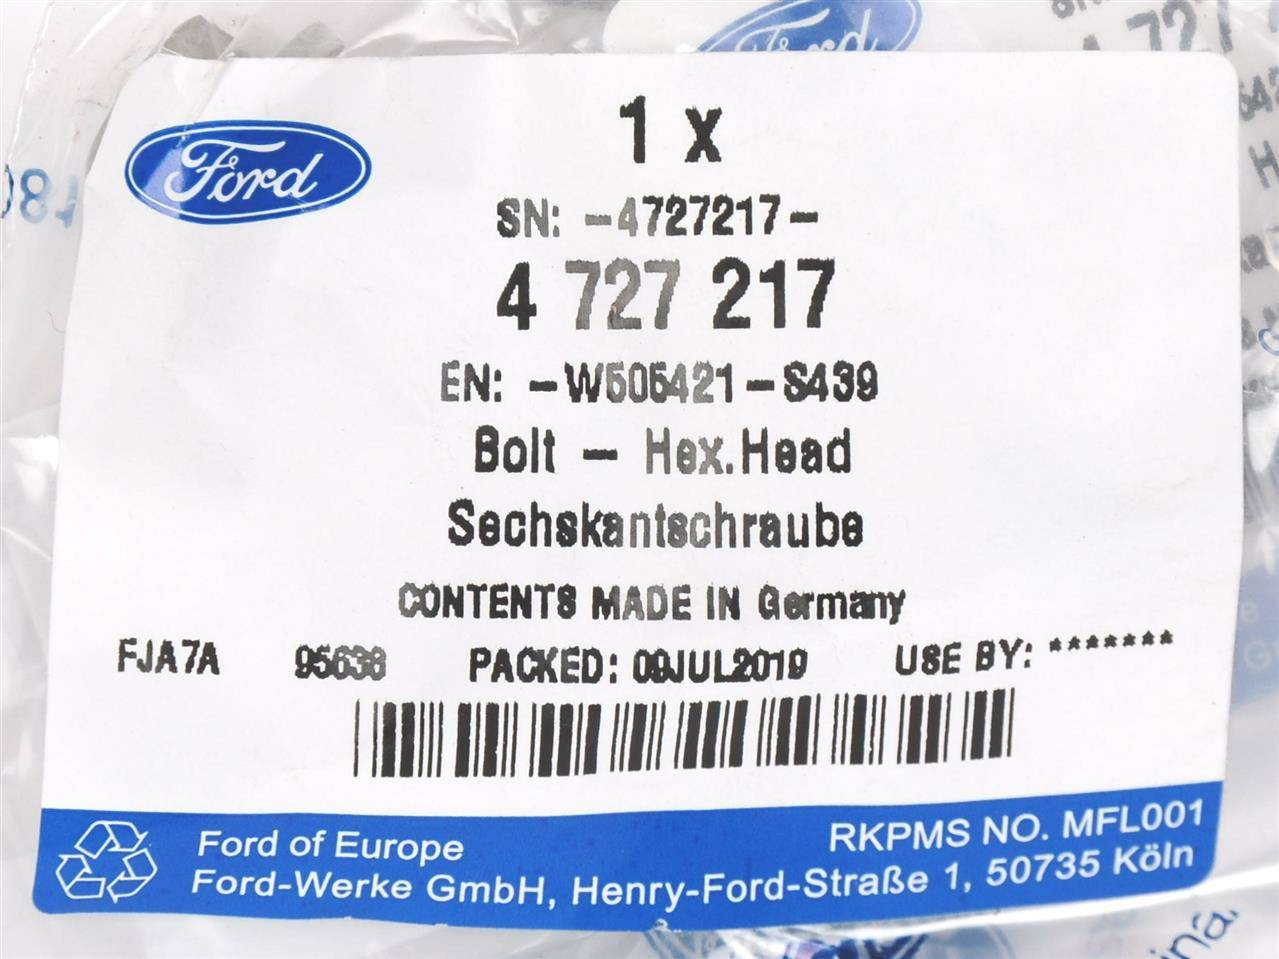 Ford
Ford
1 x
SN: -4727217-
4 727 217
EN: -W505421-S439
Bolt - Hex.Head
Sechskantschraube
CONTENTS MADE IN Germany
FJA7A 95638 PACKED: 09JUL2019 USE BY: *******
Ford of Europe
RKPMS NO. MFL001
Ford-Werke GmbH, Henry-Ford-Straße 1, 50735 Köln